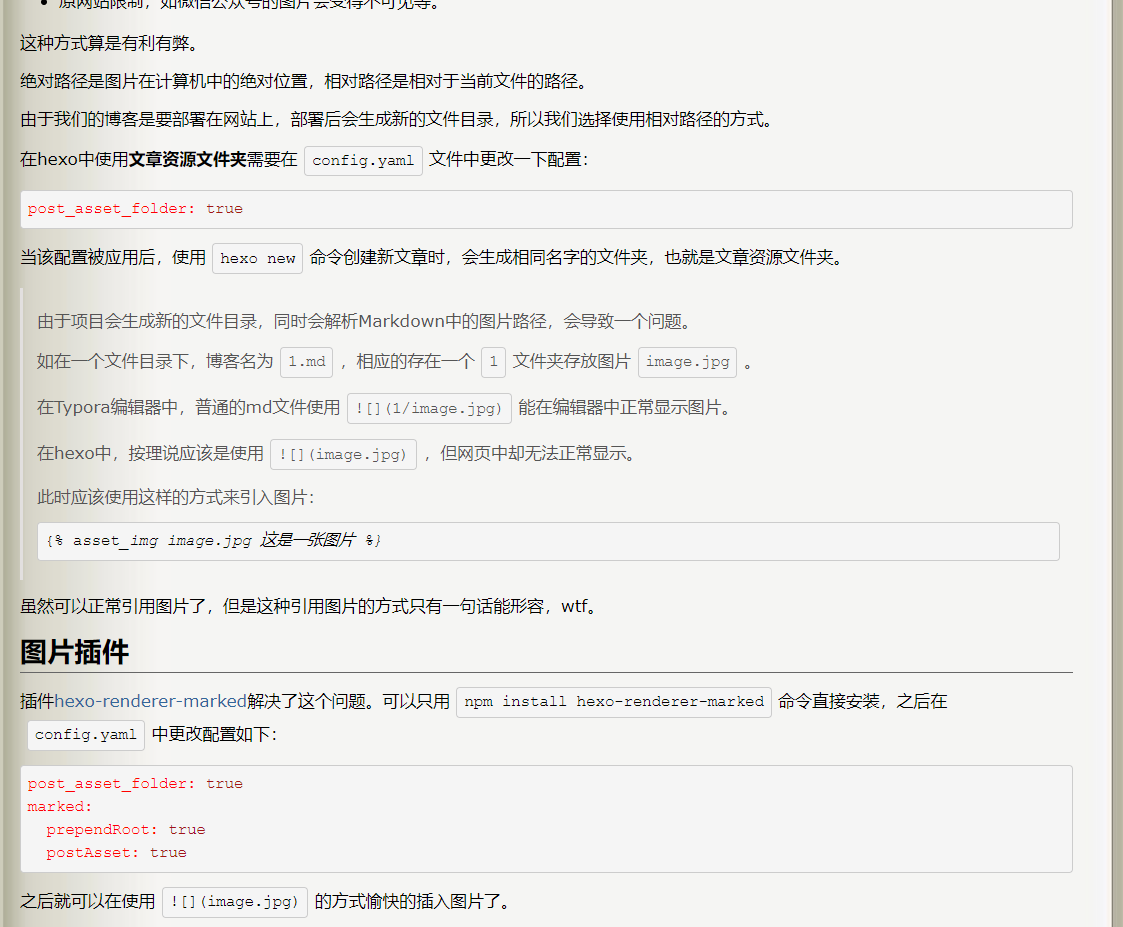 原网站限制，如微信公众号的图片会变得不可见等。
这种方式算是有利有弊。
绝对路径是图片在计算机中的绝对位置，相对路径是相对于当前文件的路径。
由于我们的博客是要部署在网站上，部署后会生成新的文件目录，所以我们选择使用相对路径的方式。
在hexo中使用文章资源文件夹需要在 config.yaml 文件中更改一下配置：
post_asset_folder: true
当该配置被应用后，使用 hexo new 命令创建新文章时，会生成相同名字的文件夹，也就是文章资源文件夹。
由于项目会生成新的文件目录，同时会解析Markdown中的图片路径，会导致一个问题。
如在一个文件目录下，博客名为 1.md ，相应的存在一个 1 文件夹存放图片 image.jpg 。
在Typora编辑器中，普通的md文件使用 ![](1/image.jpg) 能在编辑器中正常显示图片。
在hexo中，按理说应该是使用 ![](image.jpg) ，但网页中却无法正常显示。
此时应该使用这样的方式来引入图片：
{% asset_img image.jpg 这是一张图片 %}
虽然可以正常引用图片了，但是这种引用图片的方式只有一句话能形容，wtf。
图片插件
插件hexo-renderer-marked解决了这个问题。可以只用 npm install hexo-renderer-marked 命令直接安装，之后在
config.yaml 中更改配置如下：
post_asset_folder: true
marked:
  prependRoot: true
  postAsset: true
之后就可以在使用 ![](image.jpg) 的方式愉快的插入图片了。